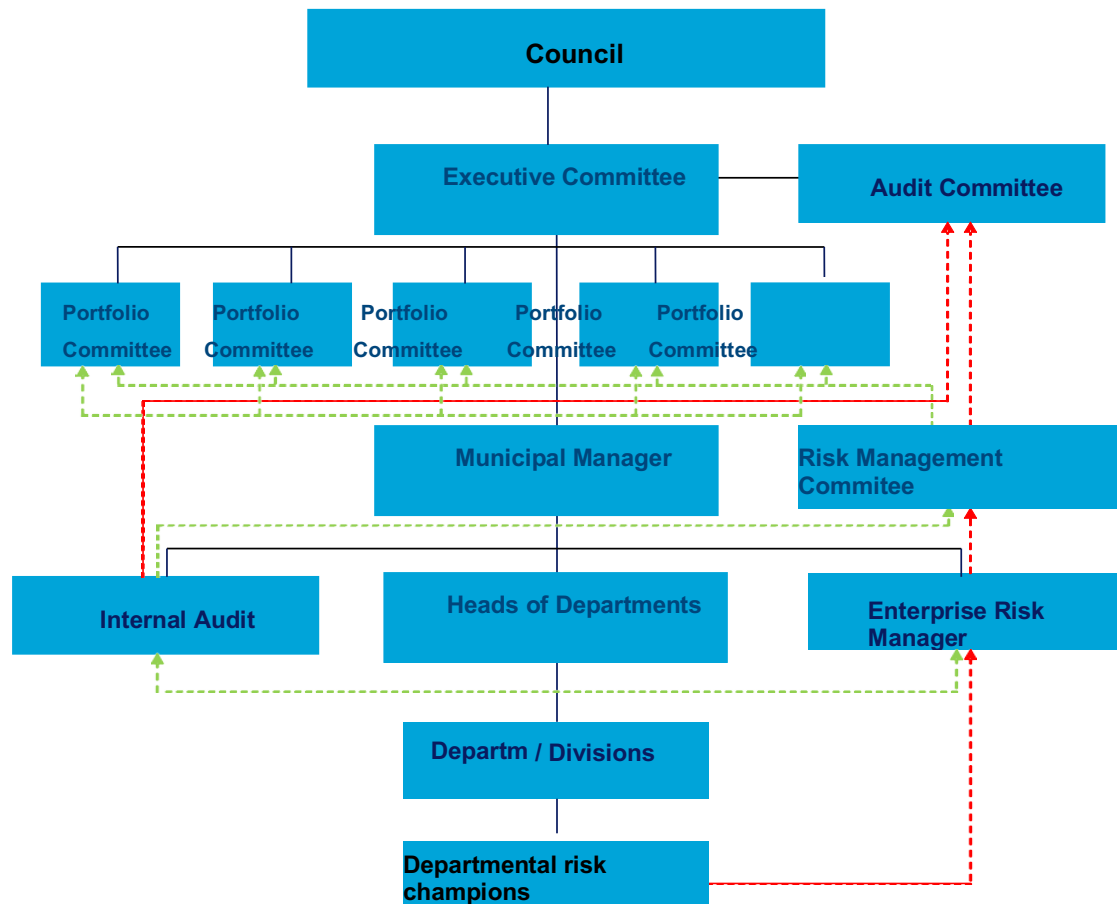 Council
Executive Committee
Audit Committee
Portfolio Portfolio Portfolio Portfolio Portfolio
Committee Committee Committee Committee Committee
Municipal Manager
Risk Management
Commitee
Internal Audit
Heads of Departments
Enterprise Risk
Manager
Departm / Divisions
Departmental risk
champions